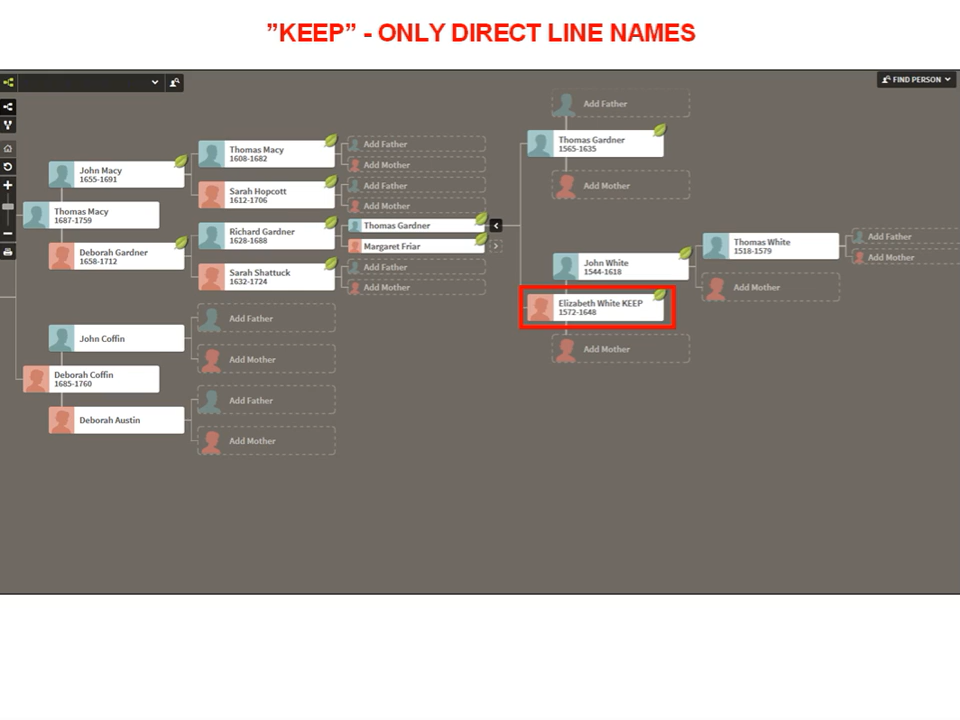 ”KEEP” - ONLY DIRECT LINE NAMES
FIND PERSON
John Macy
1655-1691
Thomas Macy
1687-1759
Deborah Gardner
1658-1712
John Coffin
Deborah Coffin
1685-1760
Deborah Austin
Thomas Macy
1608-1682
Sarah Hopcott
1612-1706
Richard Gardner
1628-1688
Sarah Shattuck
1632-1724
Add Father
Add Mother
Add Father
Add Mother
Add Father
Add Mother
Add Father
Add Mother
Thomas Gardner
Margaret Friar
Add Father
Add Mother
Add Father
Thomas Gardner
1565-1635
Add Mother
John White
1544-1618
Elizabeth White KEEP
1572-1648
Add Mother
Thomas White
1518-1579
Add Mother
Add Father
Add Mother